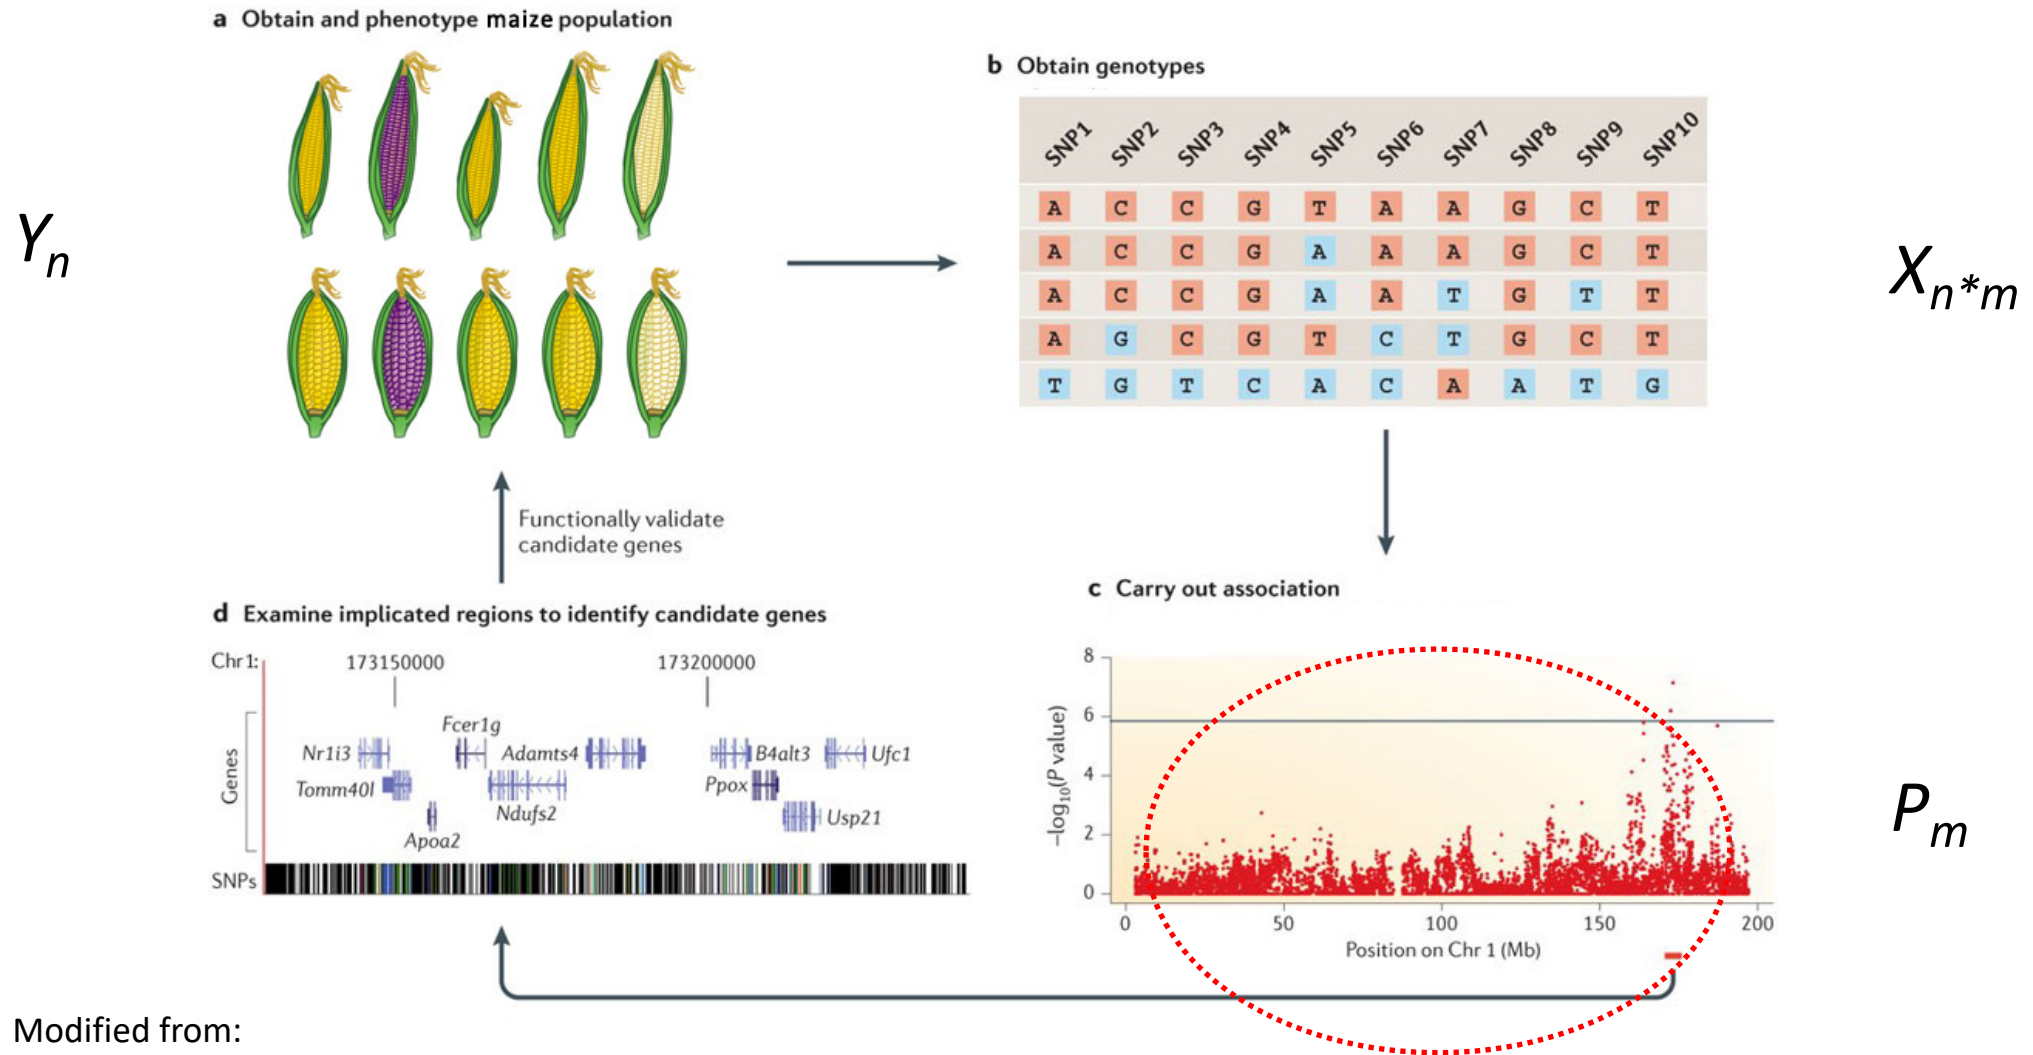 a Obtain and phenotype maize population
b Obtain genotypes
SNP1 SNP2 SNP3 SNP4 SNP5 SNP6 SNP7 SNP8 SNP9 SNP10
A C C G T A A G C T
A C C G A A A G C T
A C C G A A T G T T
A G C G T C T G C T
T G T C A C A A T G
Yn
Xn*m
Functionally validate
candidate genes
c Carry out association
8
6
4
2
0
−log10(P value)
0 50 100 150 200
Position on Chr 1 (Mb)
Pm
d Examine implicated regions to identify candidate genes
Chr1: 173150000 173200000
Genes
Fcer1g
Nr1i3 Adamts4 B4alt3 Ufc1
Tomm40l Ppox
Ndufs2 Usp21
Apoa2
SNPs
Modified from: